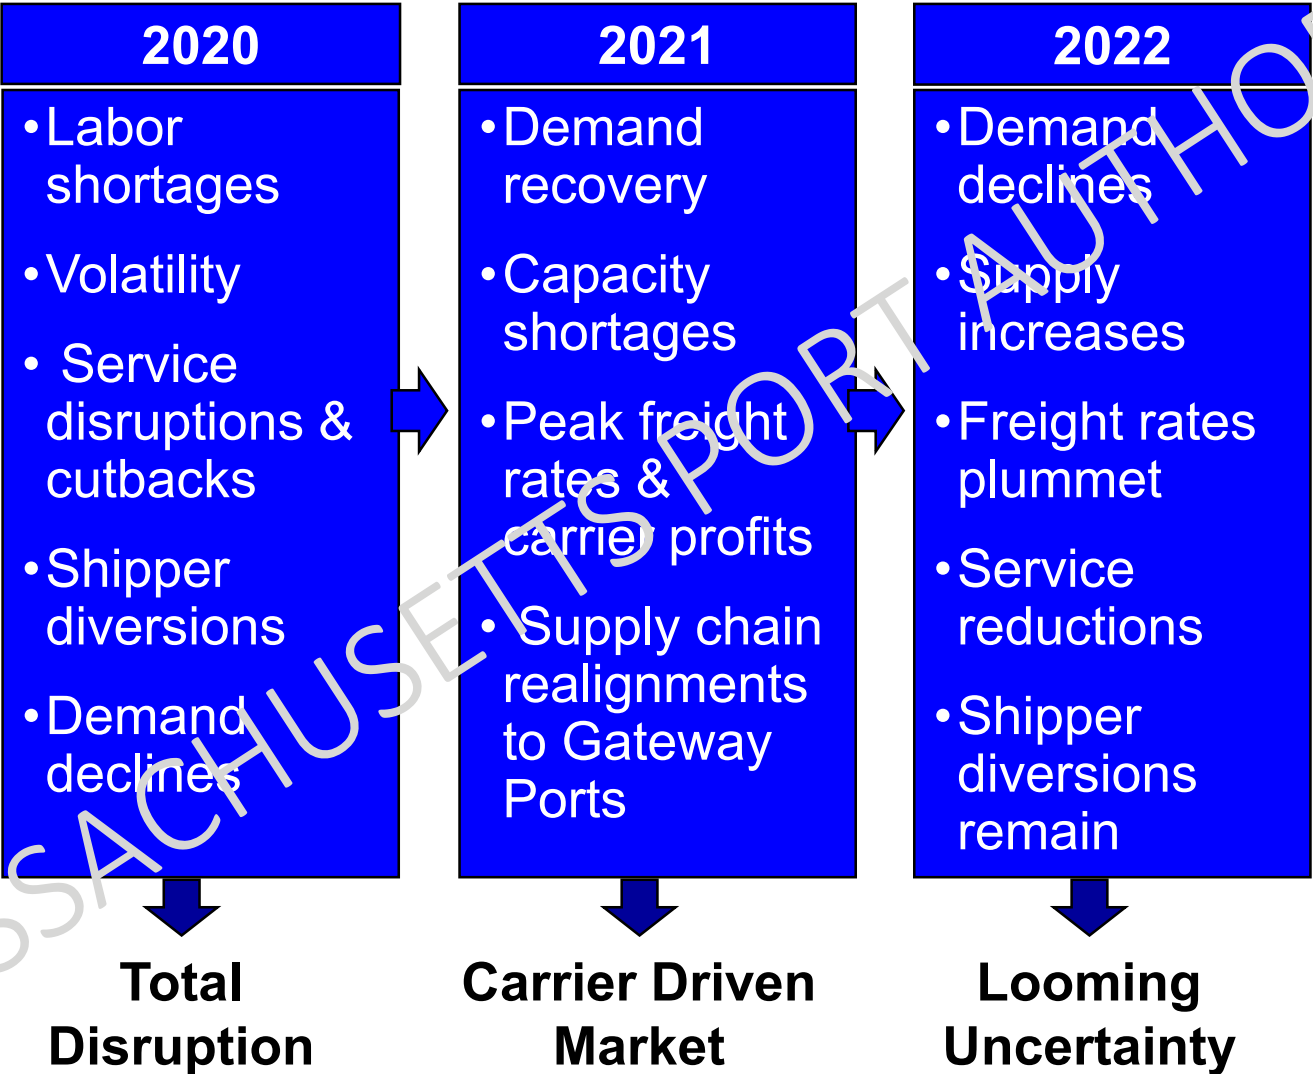 2020
•Labor
shortages
•Volatility
• Service
disruptions &
cutbacks
•Shipper
diversions
•Demand
declines
Total
Disruption
2021
•Demand
recovery
•Capacity
shortages
•Peak freight
rates &
carrier profits
• Supply chain
realignments
to Gateway
Ports
Carrier Driven
Market
2022
•Demand
declines
•Supply
increases
•Freight rates
plummet
•Service
reductions
•Shipper
diversions
remain
Looming
Uncertainty
SSACHUSETTS PORT AUTHO